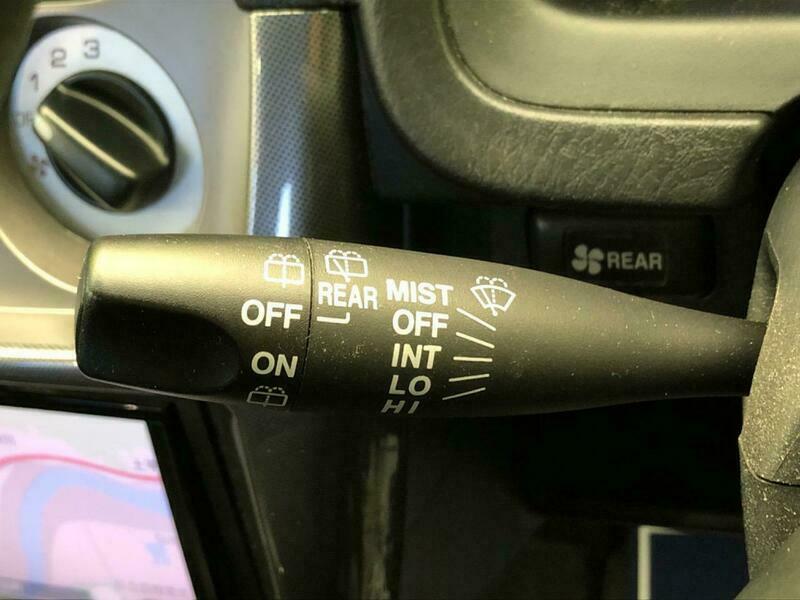 1 2 3
REAR
OFF
ON
REAR
MIST
OFF
INT
LO
HI